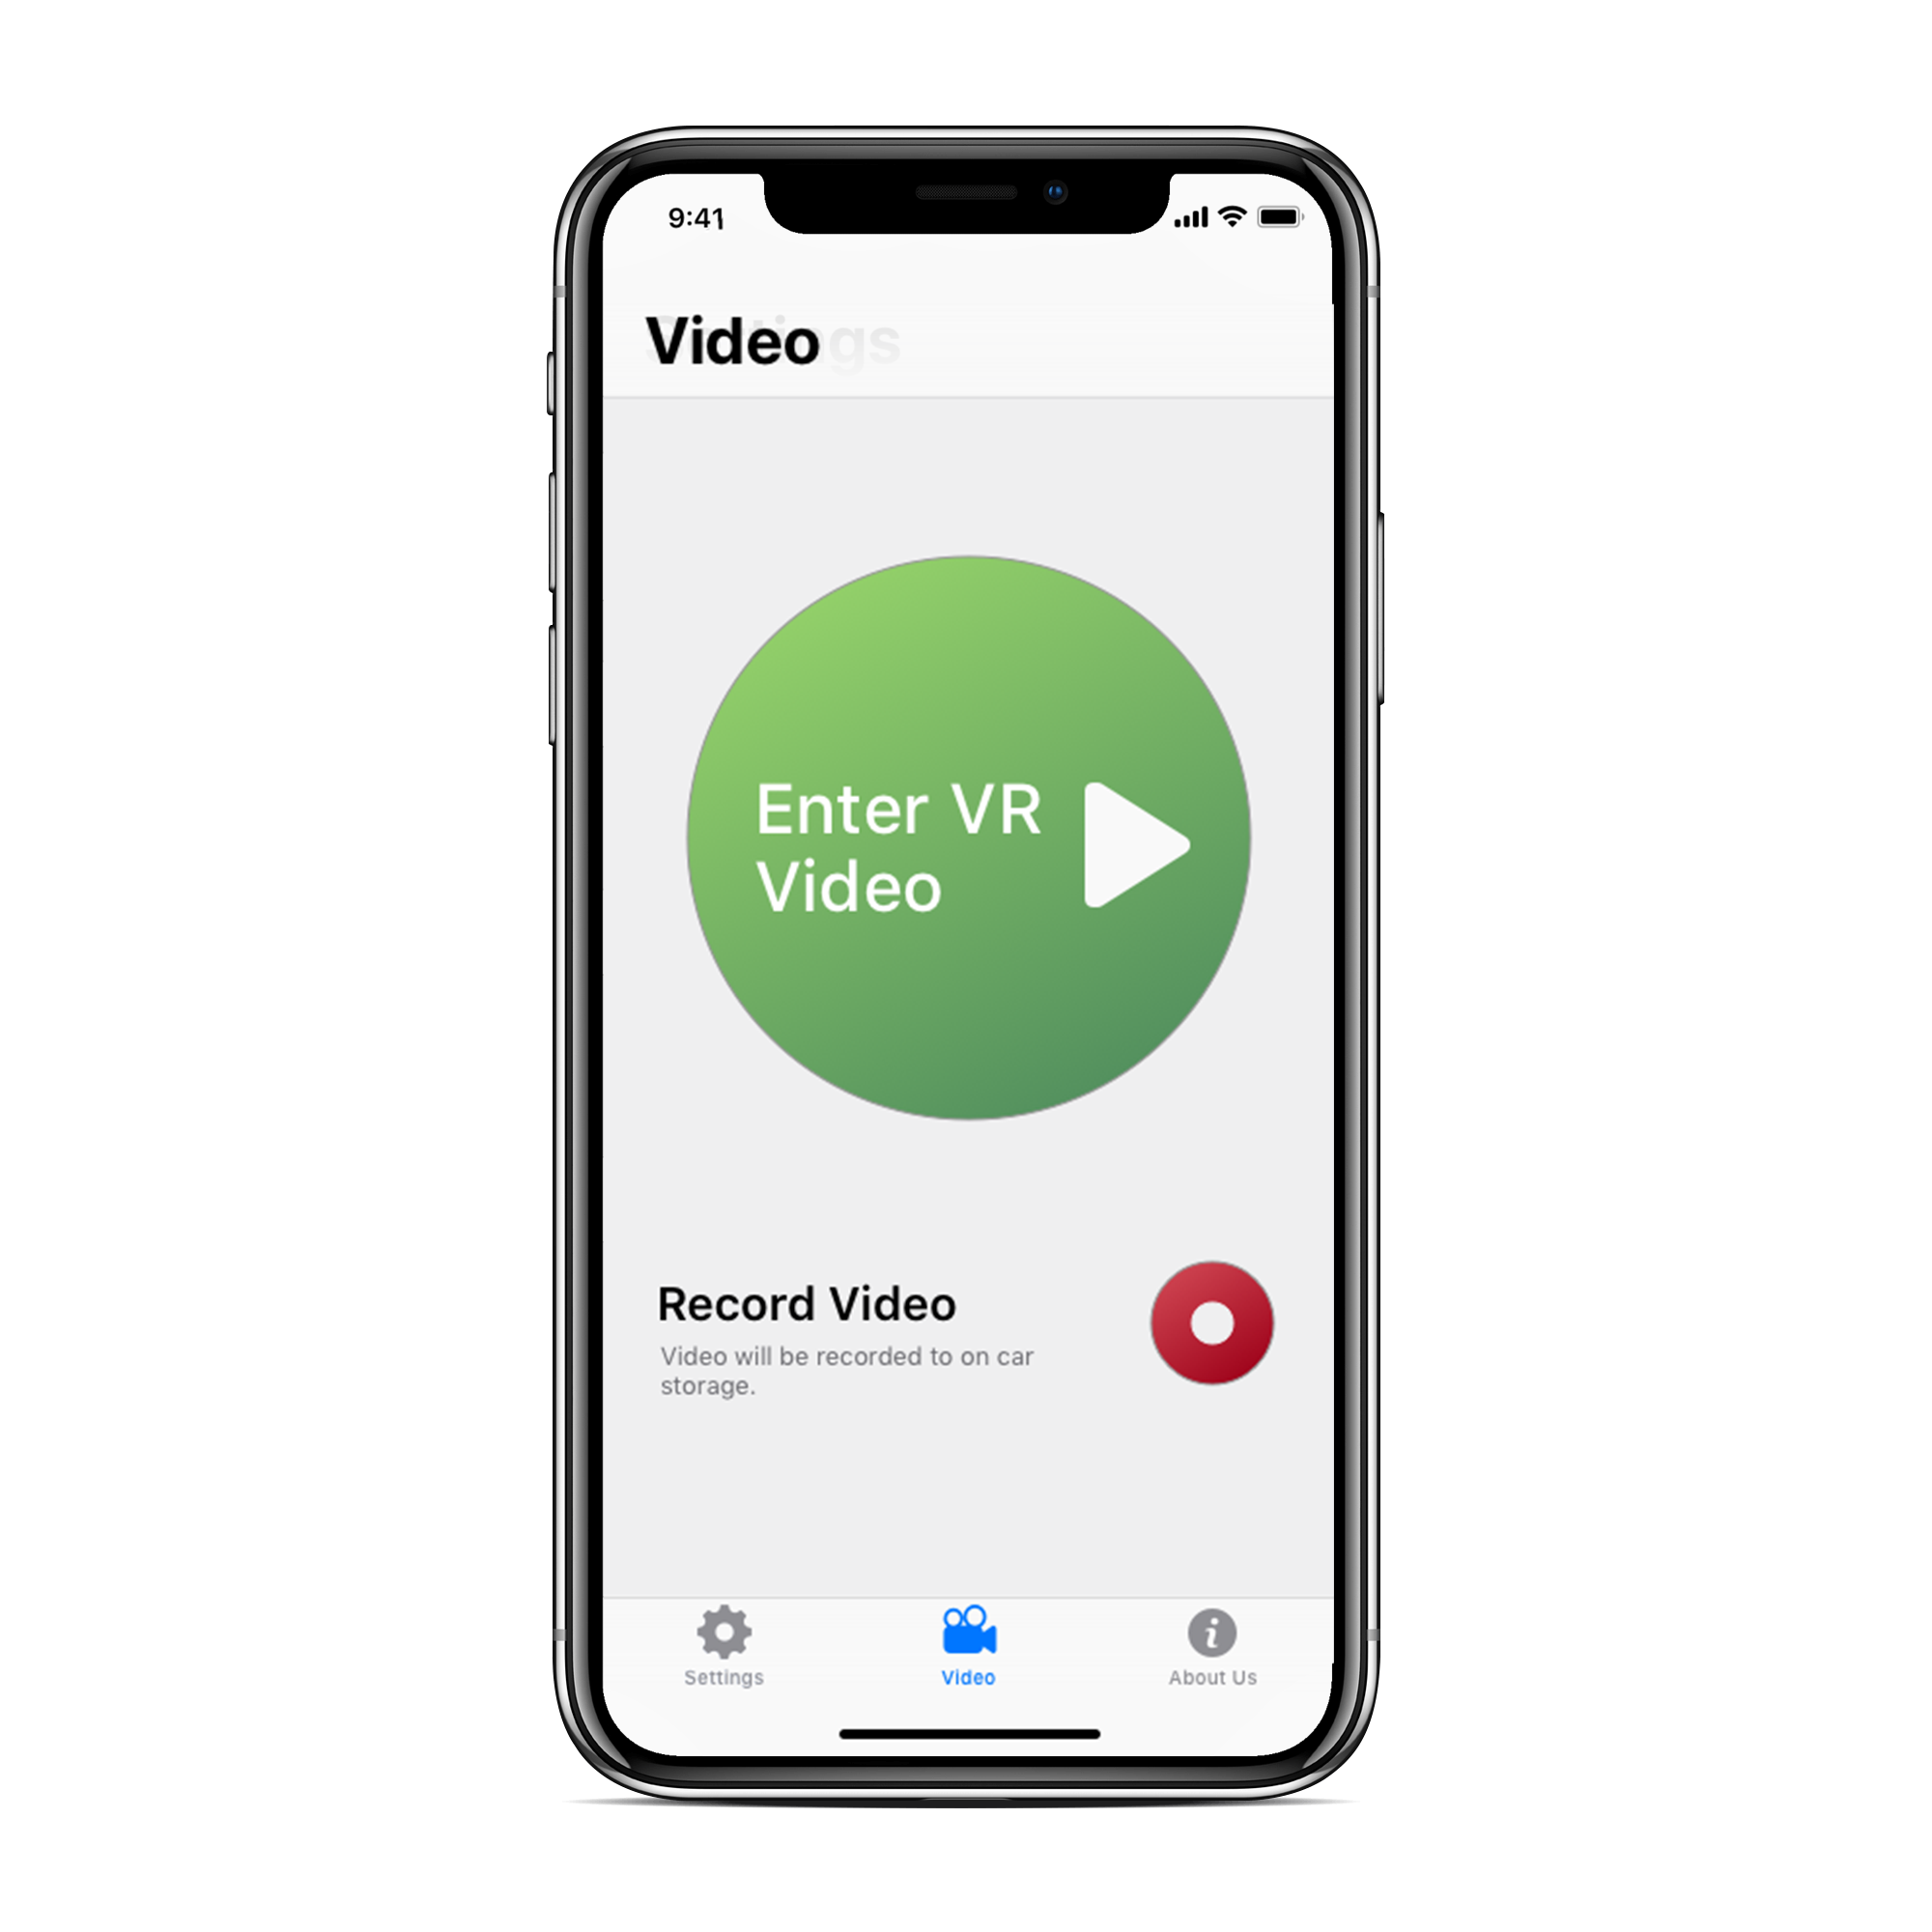 9:41
Video
gs
Enter VR
Video
Record Video
Video will be recorded to on car
storage.
Settings
Video
About Us